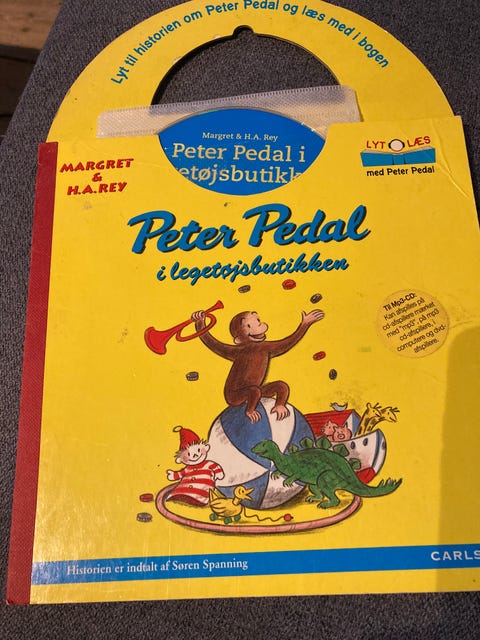 Lyt til historien om Peter Pedal og læs med i bogen
Margret & H.A. Rey
Peter Pedal i
etøjsbutikk
LYT LÆS
med Peter Pedal
MARGRET
&
H.A.REY
Peter Pedal
i legetøjsbutikken
Til Mp3-CD:
Kan afspilles på
cd-afspillere mærket
med "mp3", på mp3
cd-afspillere, i
computere og dvd-
afspillere.
Historien er indtalt af Søren Spanning
CARLS